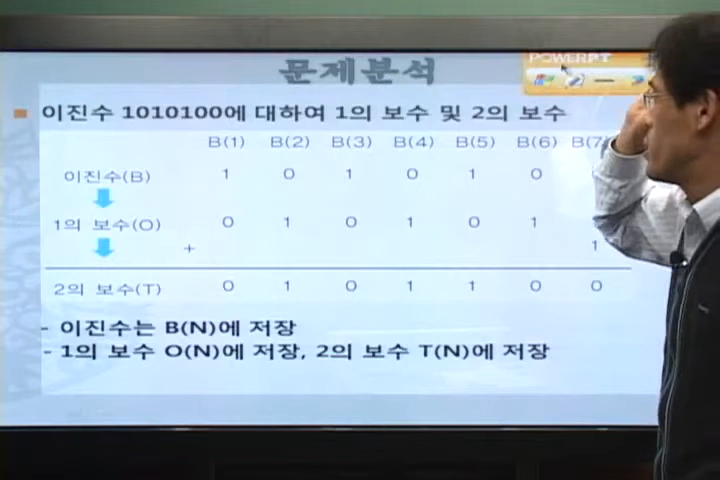 문제분석
POWERPT
이진수 1010100에 대하여 1의 보수 및 2의 보수
B(1) B(2) B(3) B(4) B(5) B(6) B(7)
이진수(B) 1 0 1 0 1 0
1의 보수(O) 0 1 0 1 0 1
+ 1
2의 보수(T) 0 1 0 1 1 0 0
- 이진수는 B(N)에 저장
- 1의 보수 O(N)에 저장, 2의 보수 T(N)에 저장